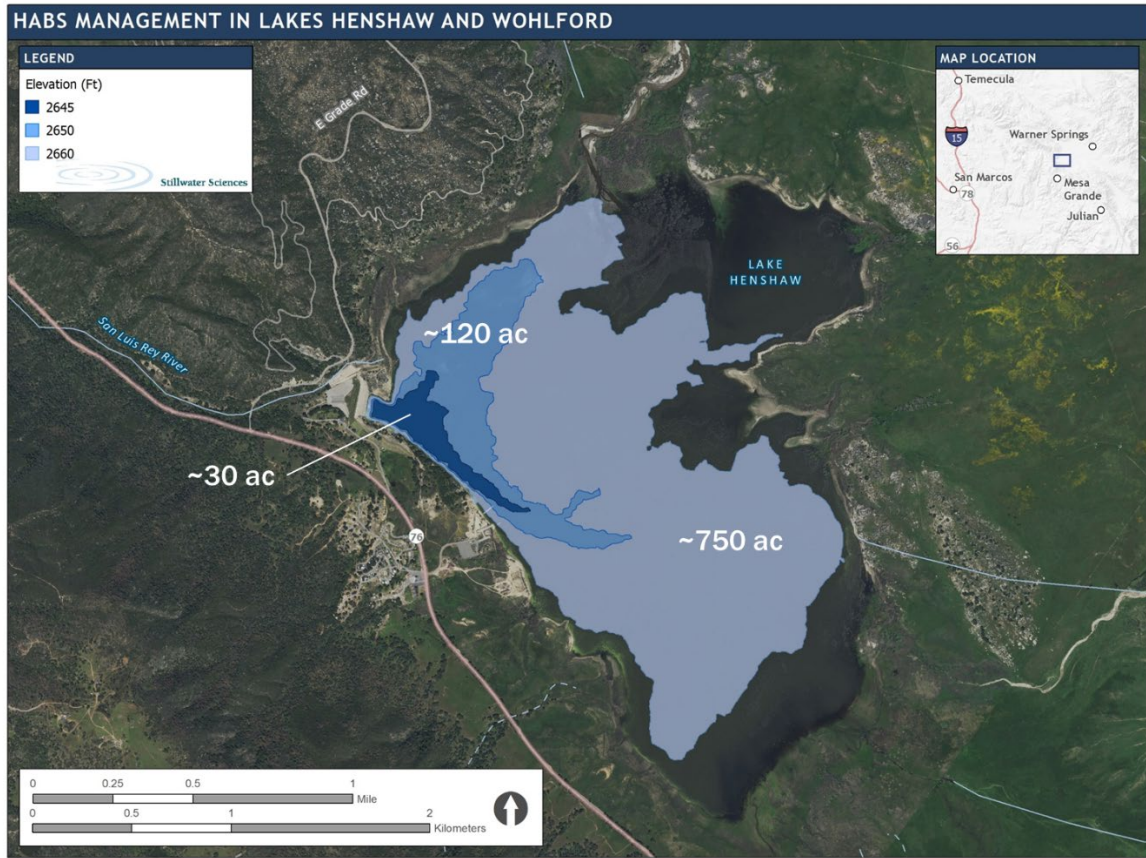 HABS MANAGEMENT IN LAKES HENSHAW AND WOHLFORD
LEGEND
Elevation (Ft)
2645
2650
2660
Stillwater Sciences
MAP LOCATION
Temecula
15
Warner Springs
San Marcos
78
Mesa
Grande
Julian
56
E Grade Rd
LAKE
HENSHAW
San Luis Rey River
~120 ac
~30 ac
76
~750 ac
0 0.25 0.5 1
Mile
0 0.5 1 2
Kilometers